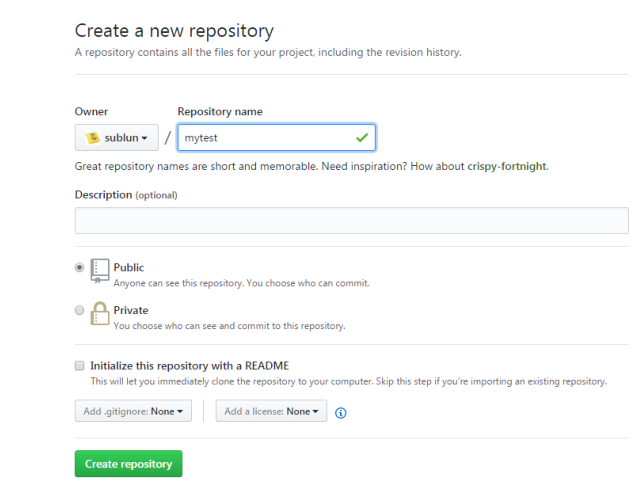 Create a new repository
A repository contains all the files for your project, including the revision history.
Owner Repository name
sublun / mytest
Great repository names are short and memorable. Need inspiration? How about crispy-fortnight.
Description (optional)
Public
Anyone can see this repository. You choose who can commit.
Private
You choose who can see and commit to this repository.
Initialize this repository with a README
This will let you immediately clone the repository to your computer. Skip this step if you're importing an existing repository.
Add .gitignore: None Add a license: None
Create repository